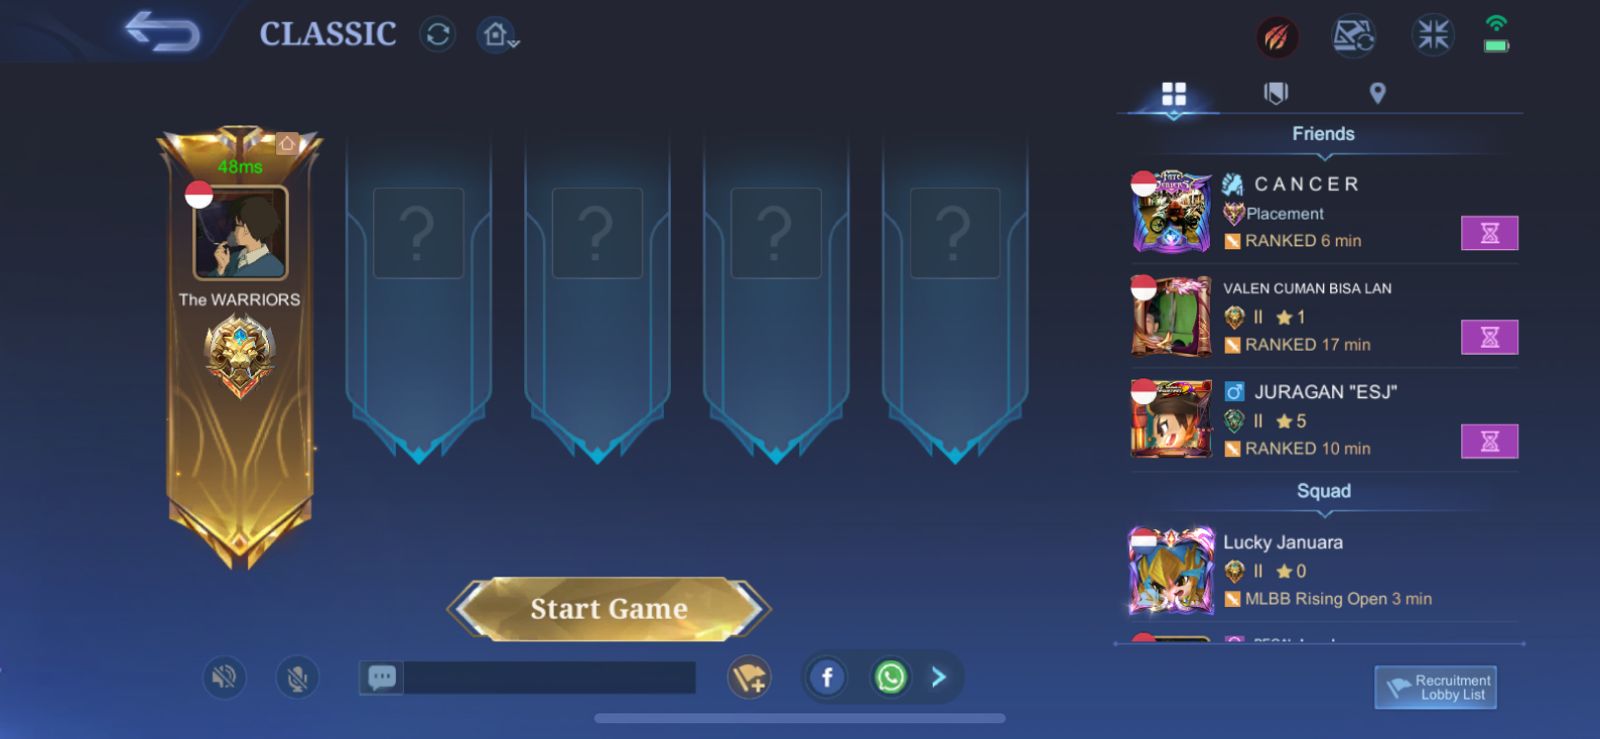 CLASSIC
48ms
The WARRIORS
?
?
?
?
Start Game
Friends
CANCER
Placement
RANKED 6 min
VALEN CUMAN BISA LAN
II ★1
RANKED 17 min
JURAGAN "ESJ"
II ★5
RANKED 10 min
Squad
Lucky Januara
II ★0
MLBB Rising Open 3 min
Recruitment
Lobby List